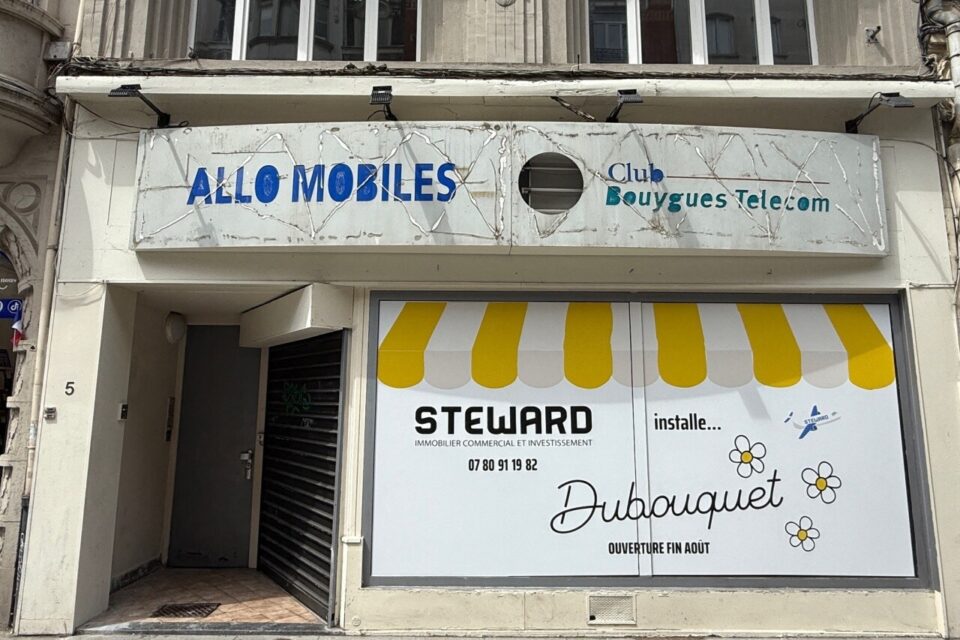 ALLO MOBILES
Club
Bouygues Telecom
5
STEWARD
IMMOBILIER COMMERCIAL ET INVESTISSEMENT
07 80 91 19 82
installe...
STEWARD
Dubouquet
OUVERTURE FIN AOÛT